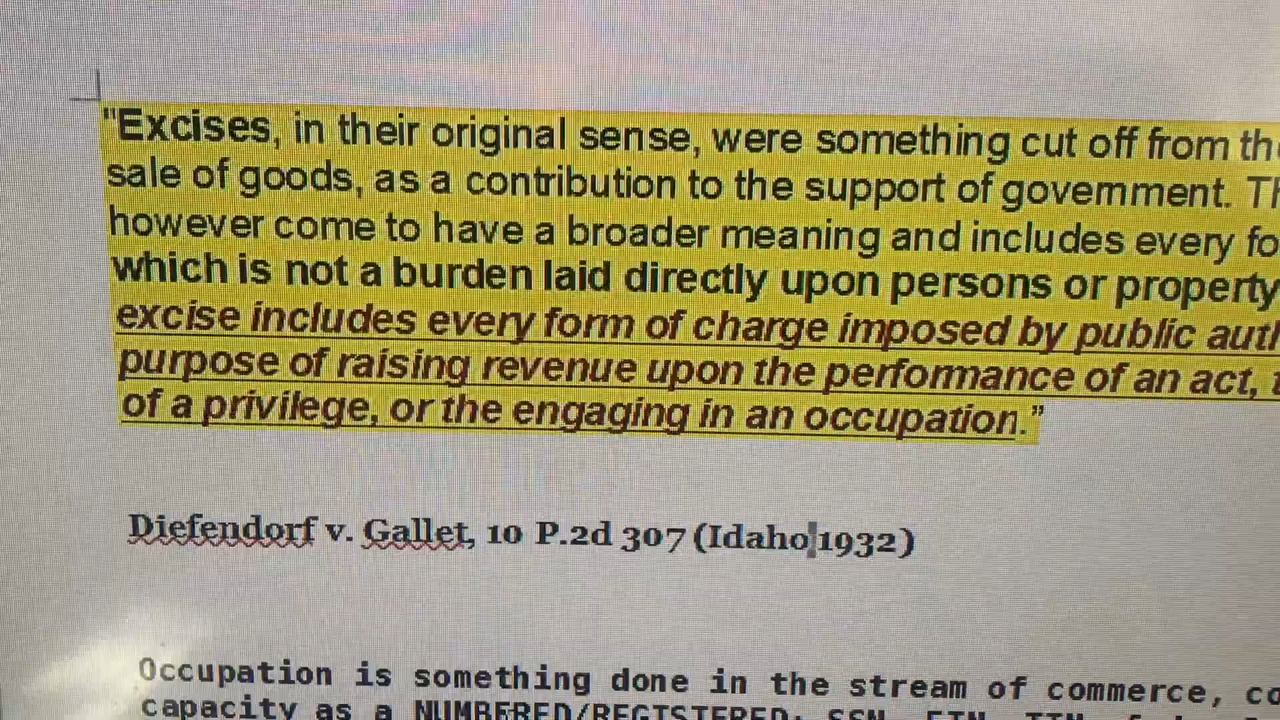 "Excises, in their original sense, were something cut off from
sale of goods, as a contribution to the support of government.
however come to have a broader meaning and includes every
which is not a burden laid directly upon persons or property
excise includes every form of charge imposed by public
purpose of raising revenue upon the performance of an act,
of a privilege, or the engaging in an occupation."
Diefendorf v. Gallet, 10 P.2d 307 (Idaho 1932)
Occupation is something done in the stream of commerce,
capacity as a NUMBERED/REGISTERED; SSN,